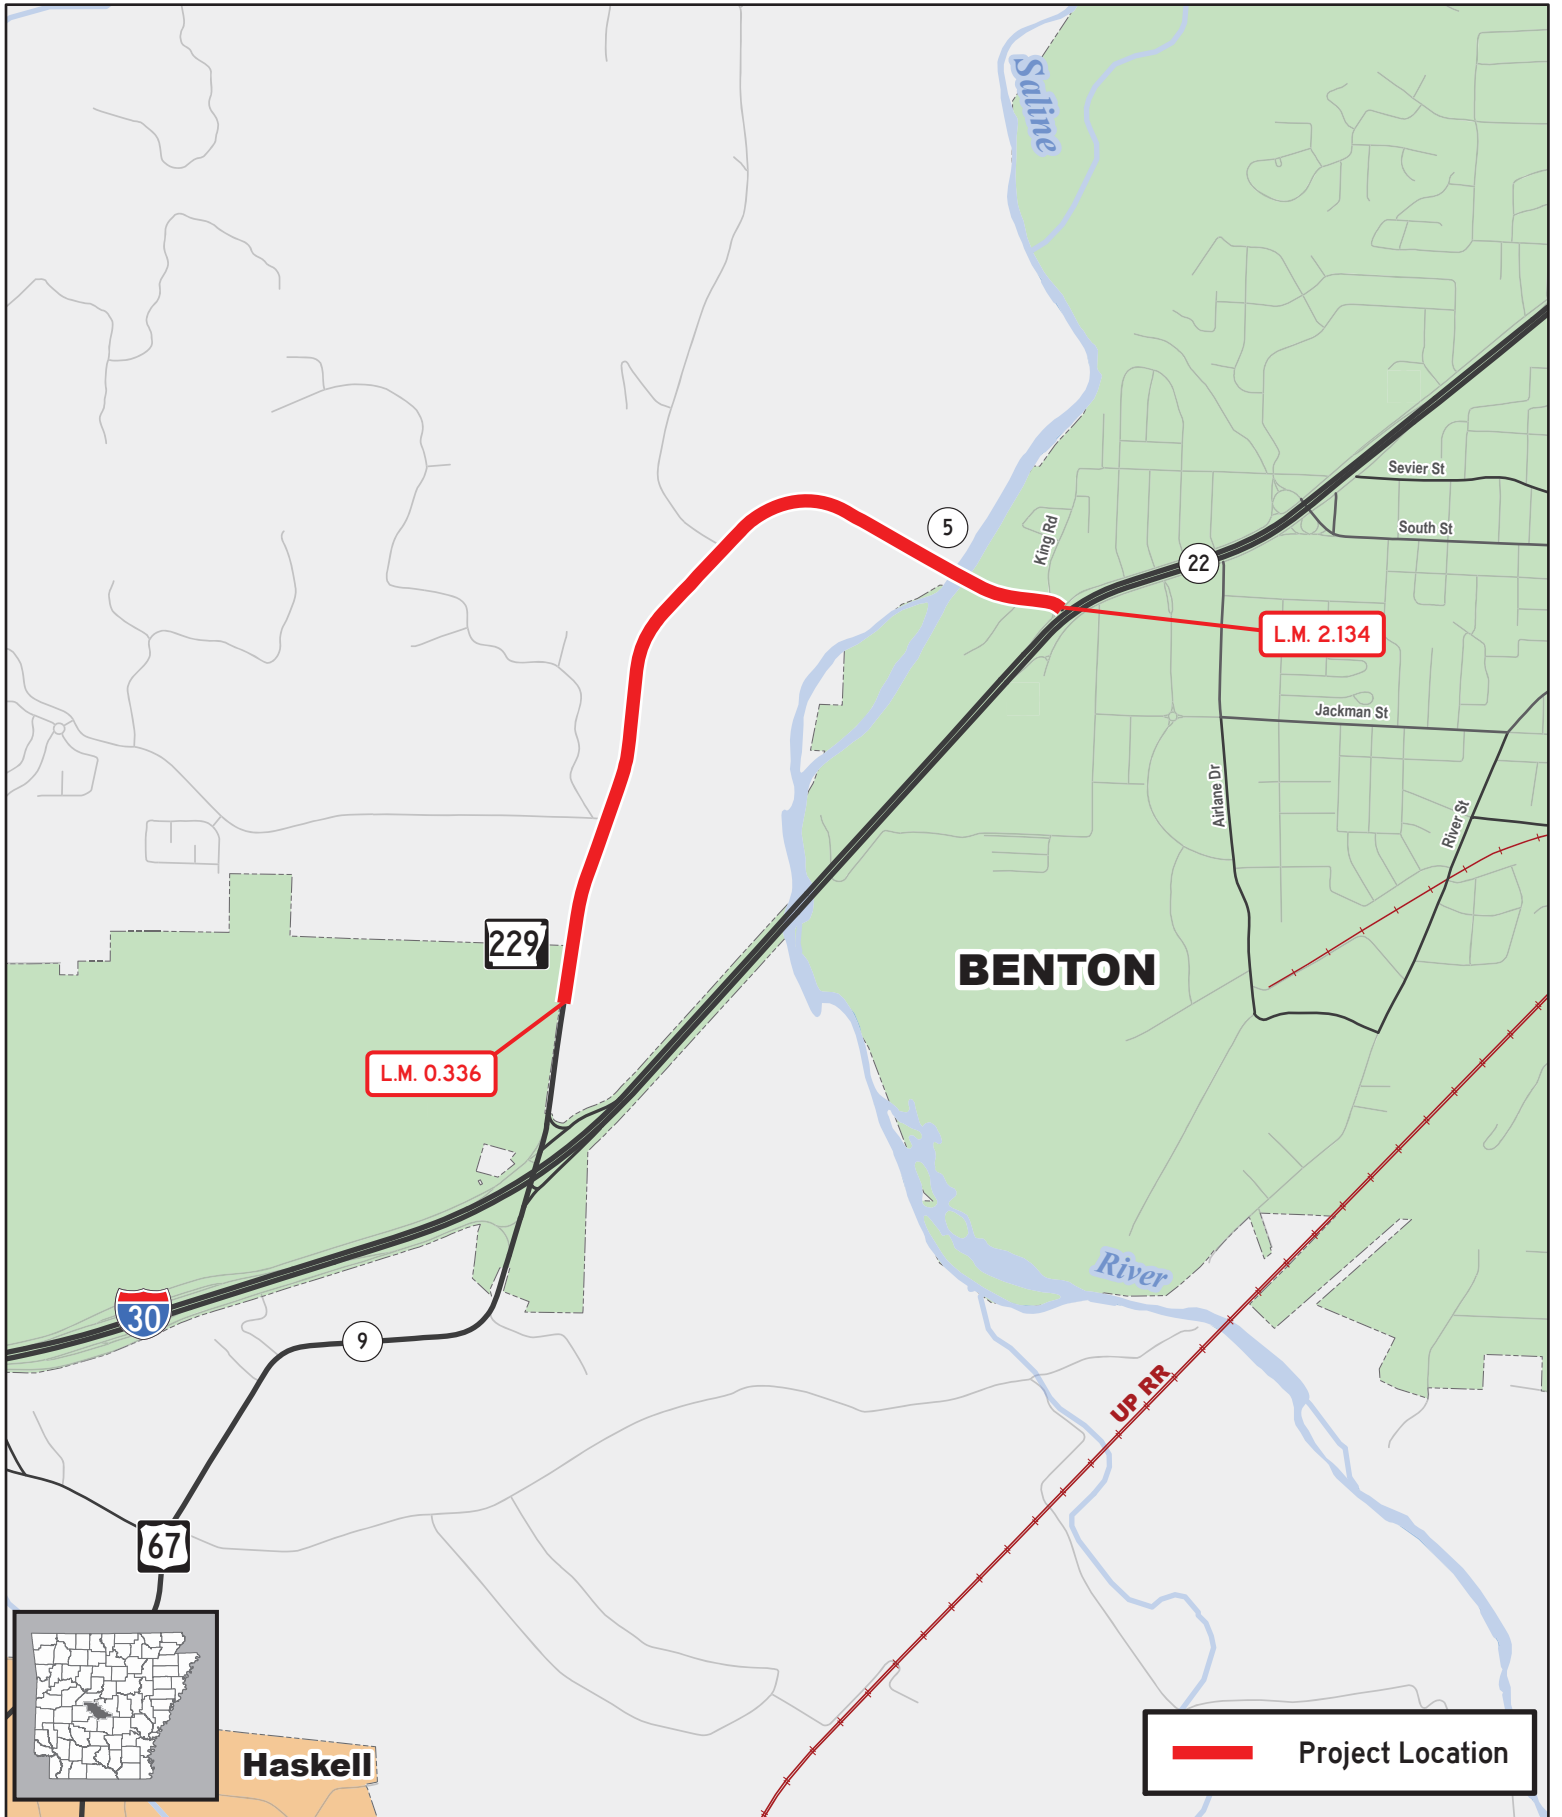 Saline
Sevier St
5
South St
King Rd
22
L.M. 2.134
Jackman St
Airlane Dr
River St
229
BENTON
L.M. 0.336
River
30
9
UP RR
67
Haskell
Project Location